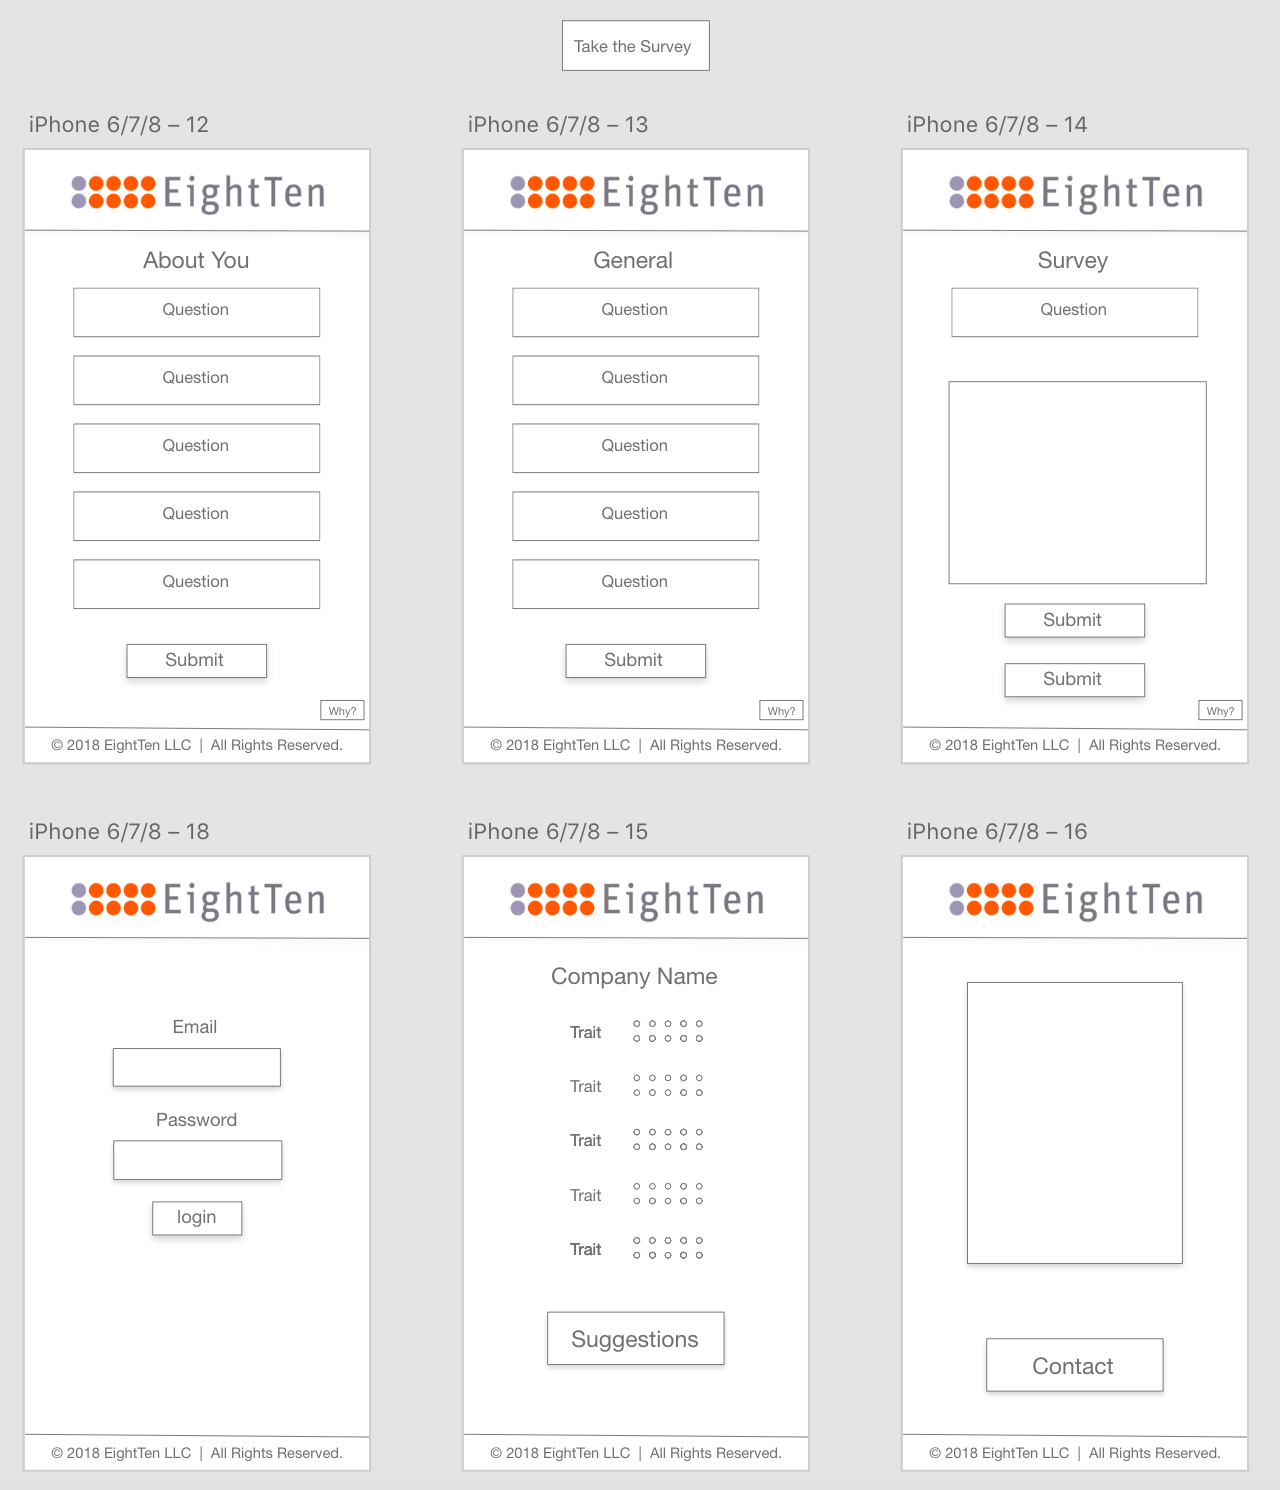 Take the Survey
iPhone 6/7/8 – 12
EightTen
About You
Question
Question
Question
Question
Question
Submit
Why?
© 2018 EightTen LLC | All Rights Reserved.
iPhone 6/7/8 – 13
EightTen
General
Question
Question
Question
Question
Question
Submit
Why?
© 2018 EightTen LLC | All Rights Reserved.
iPhone 6/7/8 – 14
EightTen
Survey
Question
Submit
Submit
Why?
© 2018 EightTen LLC | All Rights Reserved.
iPhone 6/7/8 – 18
EightTen
Email
Password
login
© 2018 EightTen LLC | All Rights Reserved.
iPhone 6/7/8 – 15
EightTen
Company Name
Trait
Trait
Trait
Trait
Trait
Suggestions
© 2018 EightTen LLC | All Rights Reserved.
iPhone 6/7/8 – 16
EightTen
Contact
© 2018 EightTen LLC | All Rights Reserved.